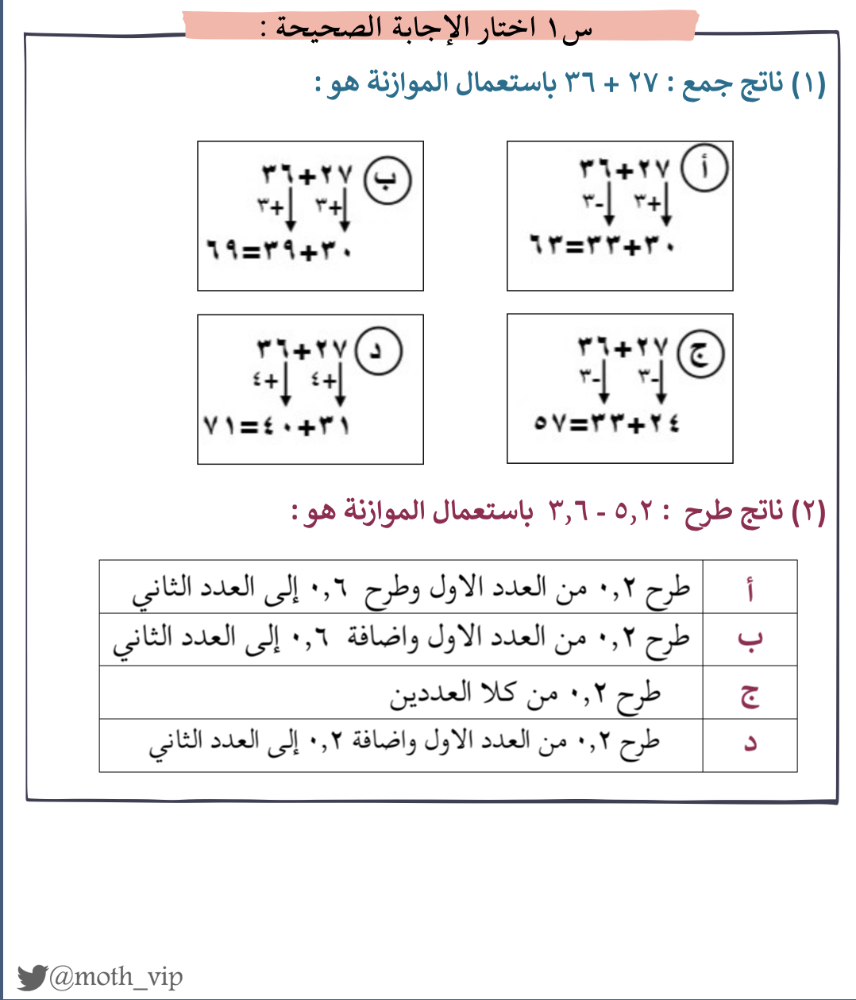 س١ اختار الإجابة الصحيحة :
(١) ناتج جمع : ٢٧ + ٣٦ باستعمال الموازنة هو :
أ
٢٧+٣٦
+٣ -٣
٣٠+٣٣=٦٣
ب
٢٧+٣٦
+٣ +٣
٣٠+٣٩=٦٩
ج
٢٧+٣٦
-٣ -٣
٢٤+٣٣=٥٧
د
٢٧+٣٦
+٤ +٤
٣١+٤٠=٧١
(٢) ناتج طرح : ٥,٢ - ٣,٦ باستعمال الموازنة هو :
أ طرح ٠,٢ من العدد الاول وطرح ٠,٦ إلى العدد الثاني
ب طرح ٠,٢ من العدد الاول واضافة ٠,٦ إلى العدد الثاني
ج طرح ٠,٢ من كلا العددين
د طرح ٠,٢ من العدد الاول واضافة ٠,٢ إلى العدد الثاني
@moth_vip